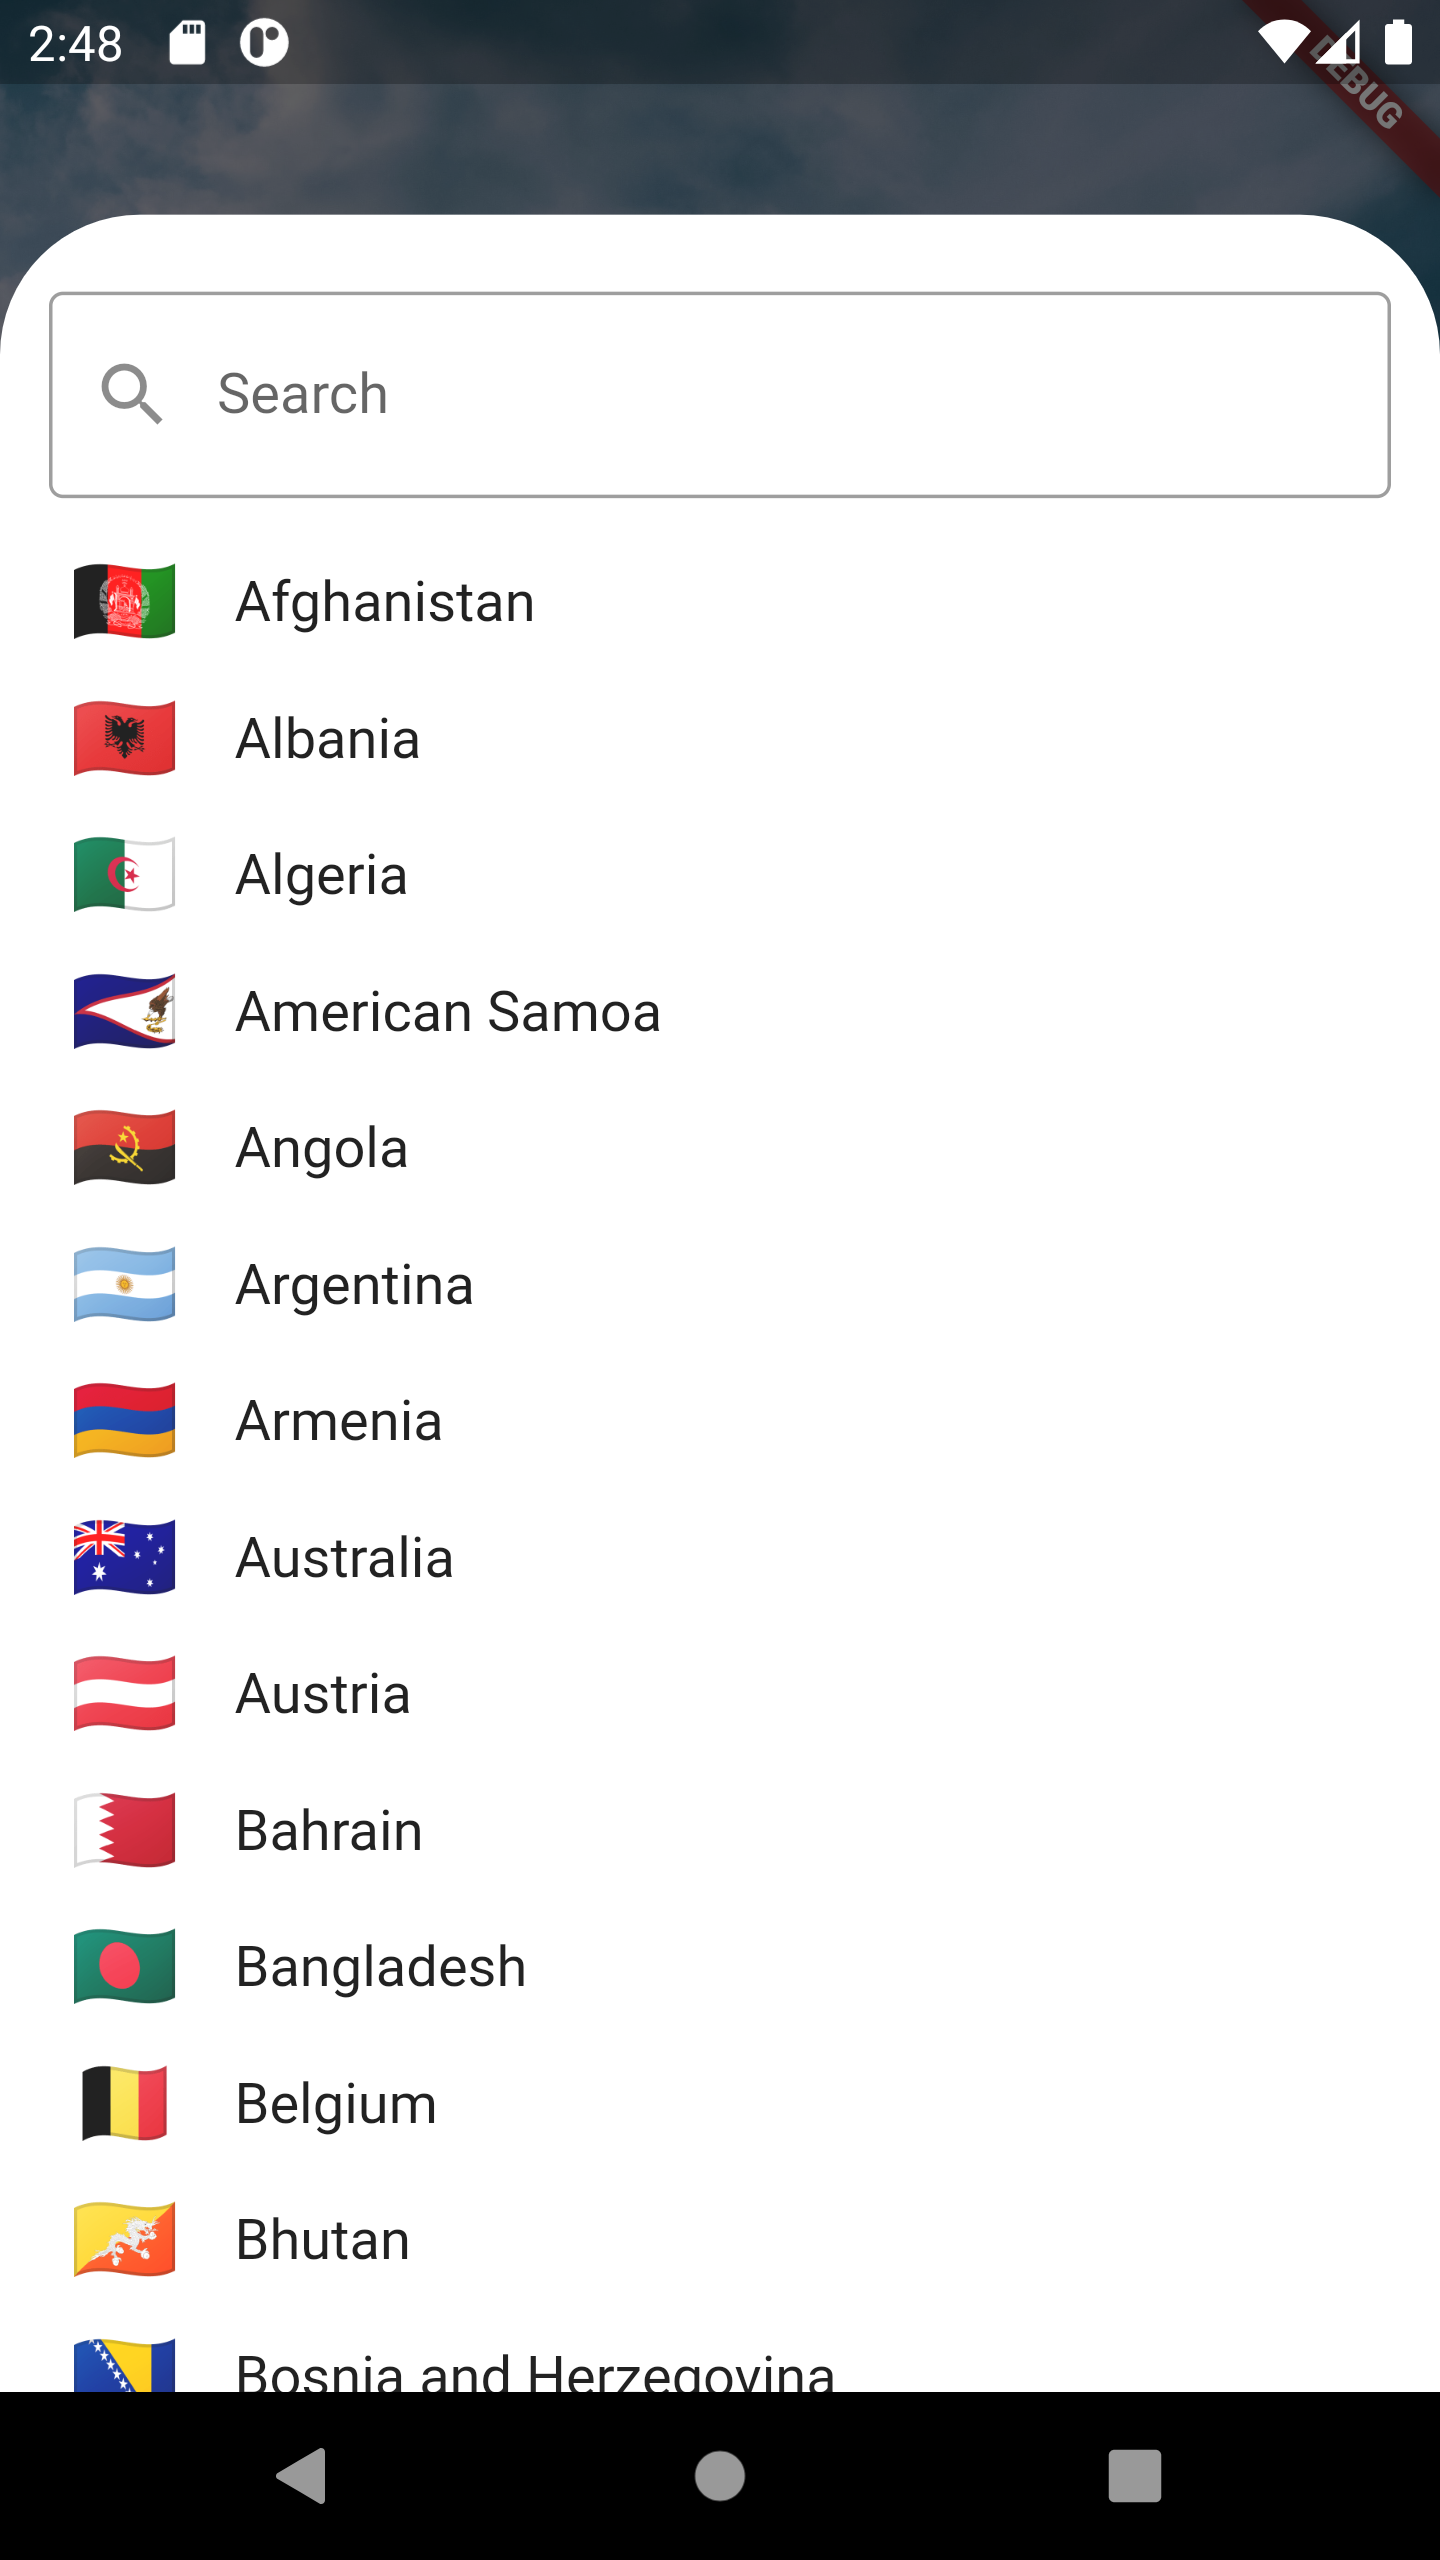 2:48
DEBUG
Search
Afghanistan
Albania
Algeria
American Samoa
Angola
Argentina
Armenia
Australia
Austria
Bahrain
Bangladesh
Belgium
Bhutan
Bosnia and Herzegovina